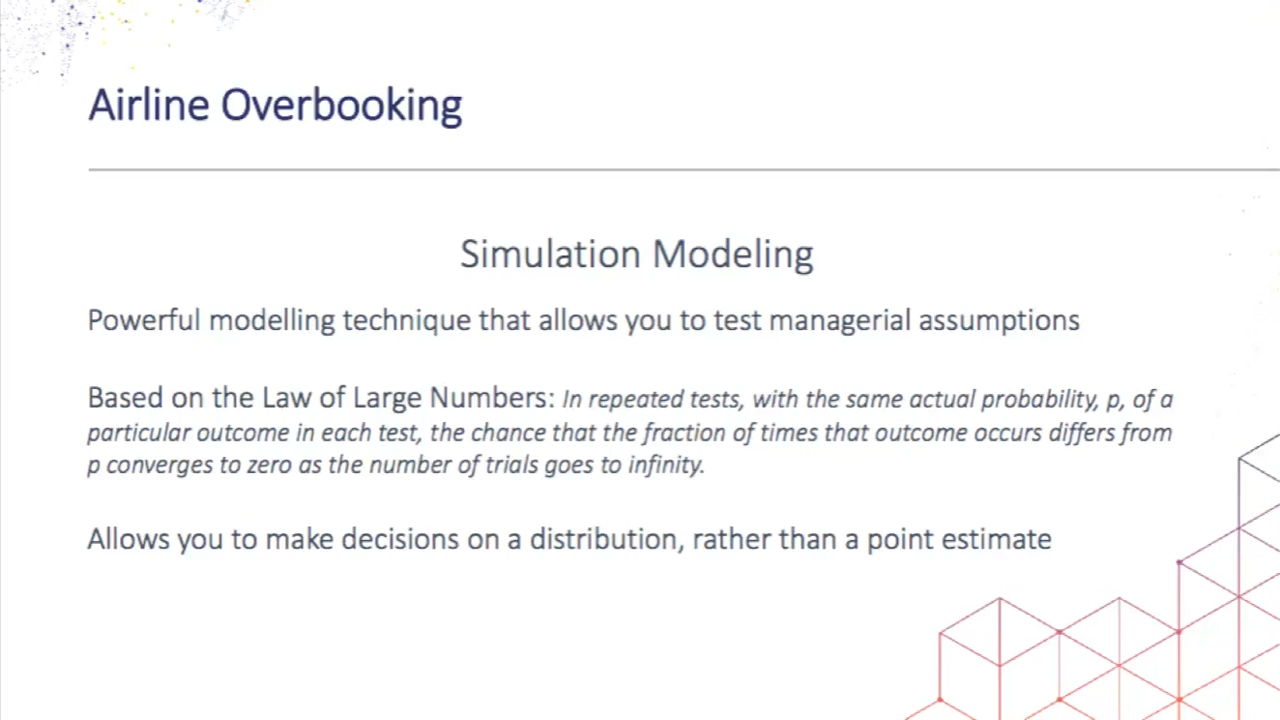 Airline Overbooking
Simulation Modeling
Powerful modelling technique that allows you to test managerial assumptions
Based on the Law of Large Numbers: In repeated tests, with the same actual probability, p, of a
particular outcome in each test, the chance that the fraction of times that outcome occurs differs from
p converges to zero as the number of trials goes to infinity.
Allows you to make decisions on a distribution, rather than a point estimate